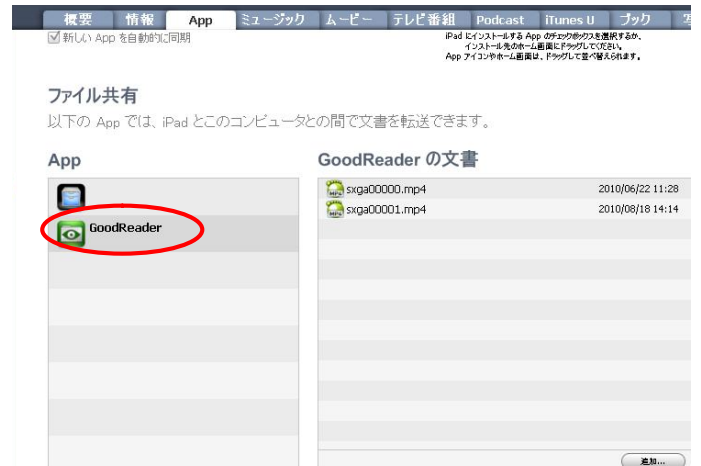 概要 情報 App ミュージック ムービー テレビ番組 Podcast iTunes U ブック
新しい App を自動的に同期
iPad にインストールする App のチェックボックスを選択するか、
インストール先のホーム画面にドラッグしてください。
App アイコンやホーム画面は、ドラッグして並べ替えられます。
ファイル共有
以下の App では、iPad とこのコンピュータとの間で文書を転送できます。
App
GoodReader の文書
sxga00000.mp4 2010/06/22 11:28
sxga00001.mp4 2010/08/18 14:14
GoodReader
追加...